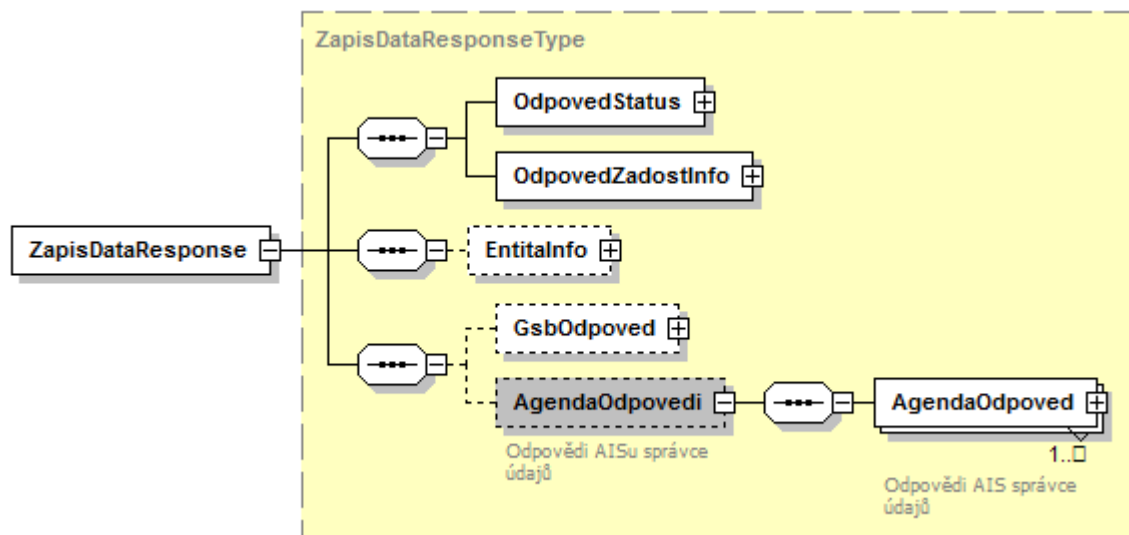 ZapisDataResponseType
OdpovedStatus
OdpovedZadostInfo
ZapisDataResponse
EntitaInfo
GsbOdpoved
AgendaOdpovedi
Odpovědi AISu správce
údajů
AgendaOdpoved
1..□
Odpovědi AIS správce
údajů